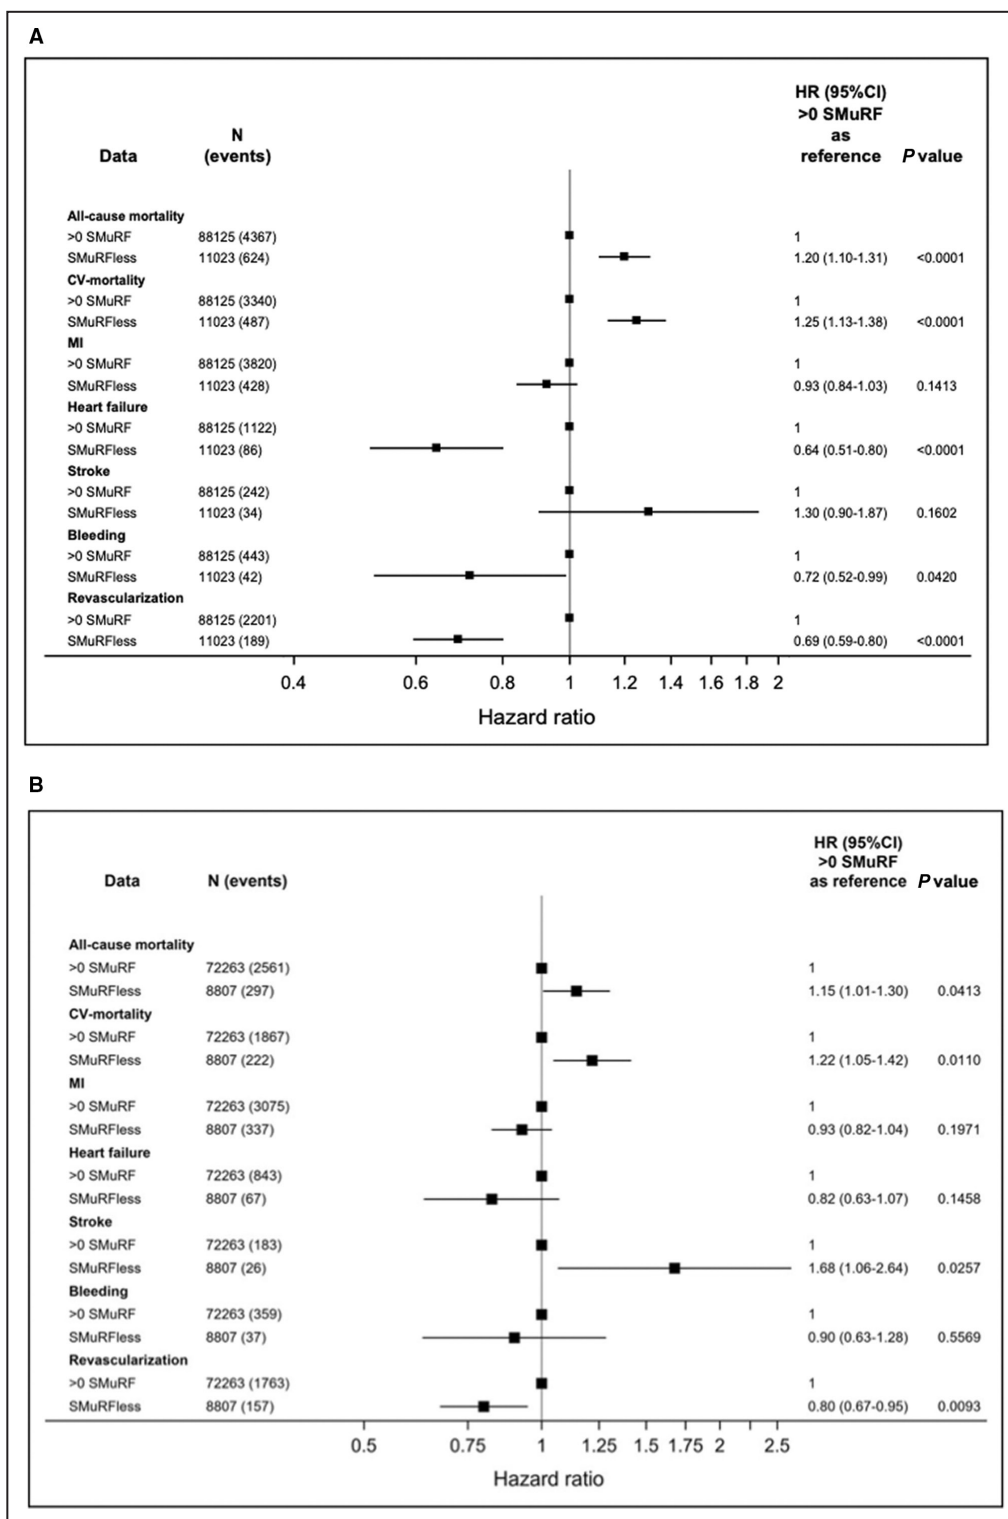 A
HR (95%CI)
>0 SMuRF
as
reference
N
(events)
Data
P value
All-cause mortality
>0 SMuRF 88125 (4367) 1
SMuRFless 11023 (624) 1.20 (1.10-1.31) <0.0001
CV-mortality
>0 SMuRF 88125 (3340) 1
SMuRFless 11023 (487) 1.25 (1.13-1.38) <0.0001
MI
>0 SMuRF 88125 (3820) 1
SMuRFless 11023 (428) 0.93 (0.84-1.03) 0.1413
Heart failure
>0 SMuRF 88125 (1122) 1
SMuRFless 11023 (86) 0.64 (0.51-0.80) <0.0001
Stroke
>0 SMuRF 88125 (242) 1
SMuRFless 11023 (34) 1.30 (0.90-1.87) 0.1602
Bleeding
>0 SMuRF 88125 (443) 1
SMuRFless 11023 (42) 0.72 (0.52-0.99) 0.0420
Revascularization
>0 SMuRF 88125 (2201) 1
SMuRFless 11023 (189) 0.69 (0.59-0.80) <0.0001
0.4 0.6 0.8 1 1.2 1.4 1.6 1.8 2
Hazard ratio
B
HR (95%CI)
>0 SMuRF
as reference
Data N (events) P value
All-cause mortality
>0 SMuRF 72263 (2561) 1
SMuRFless 8807 (297) 1.15 (1.01-1.30) 0.0413
CV-mortality
>0 SMuRF 72263 (1867) 1
SMuRFless 8807 (222) 1.22 (1.05-1.42) 0.0110
MI
>0 SMuRF 72263 (3075) 1
SMuRFless 8807 (337) 0.93 (0.82-1.04) 0.1971
Heart failure
>0 SMuRF 72263 (843) 1
SMuRFless 8807 (67) 0.82 (0.63-1.07) 0.1458
Stroke
>0 SMuRF 72263 (183) 1
SMuRFless 8807 (26) 1.68 (1.06-2.64) 0.0257
Bleeding
>0 SMuRF 72263 (359) 1
SMuRFless 8807 (37) 0.90 (0.63-1.28) 0.5569
Revascularization
>0 SMuRF 72263 (1763) 1
SMuRFless 8807 (157) 0.80 (0.67-0.95) 0.0093
0.5 0.75 1 1.25 1.5 1.75 2 2.5
Hazard ratio